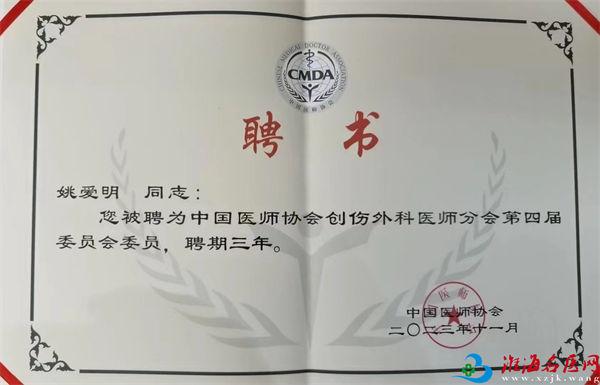 CHINESE MEDICAL DOCTOR ASSOCIATION
CMDA
中国医师协会
聘 书
姚爱明 同志：
您被聘为中国医师协会创伤外科医师分会第四届
委员会委员，聘期三年。
中国医师协会
二〇二三年十一月
淮海名医网
www.xzjk.wang